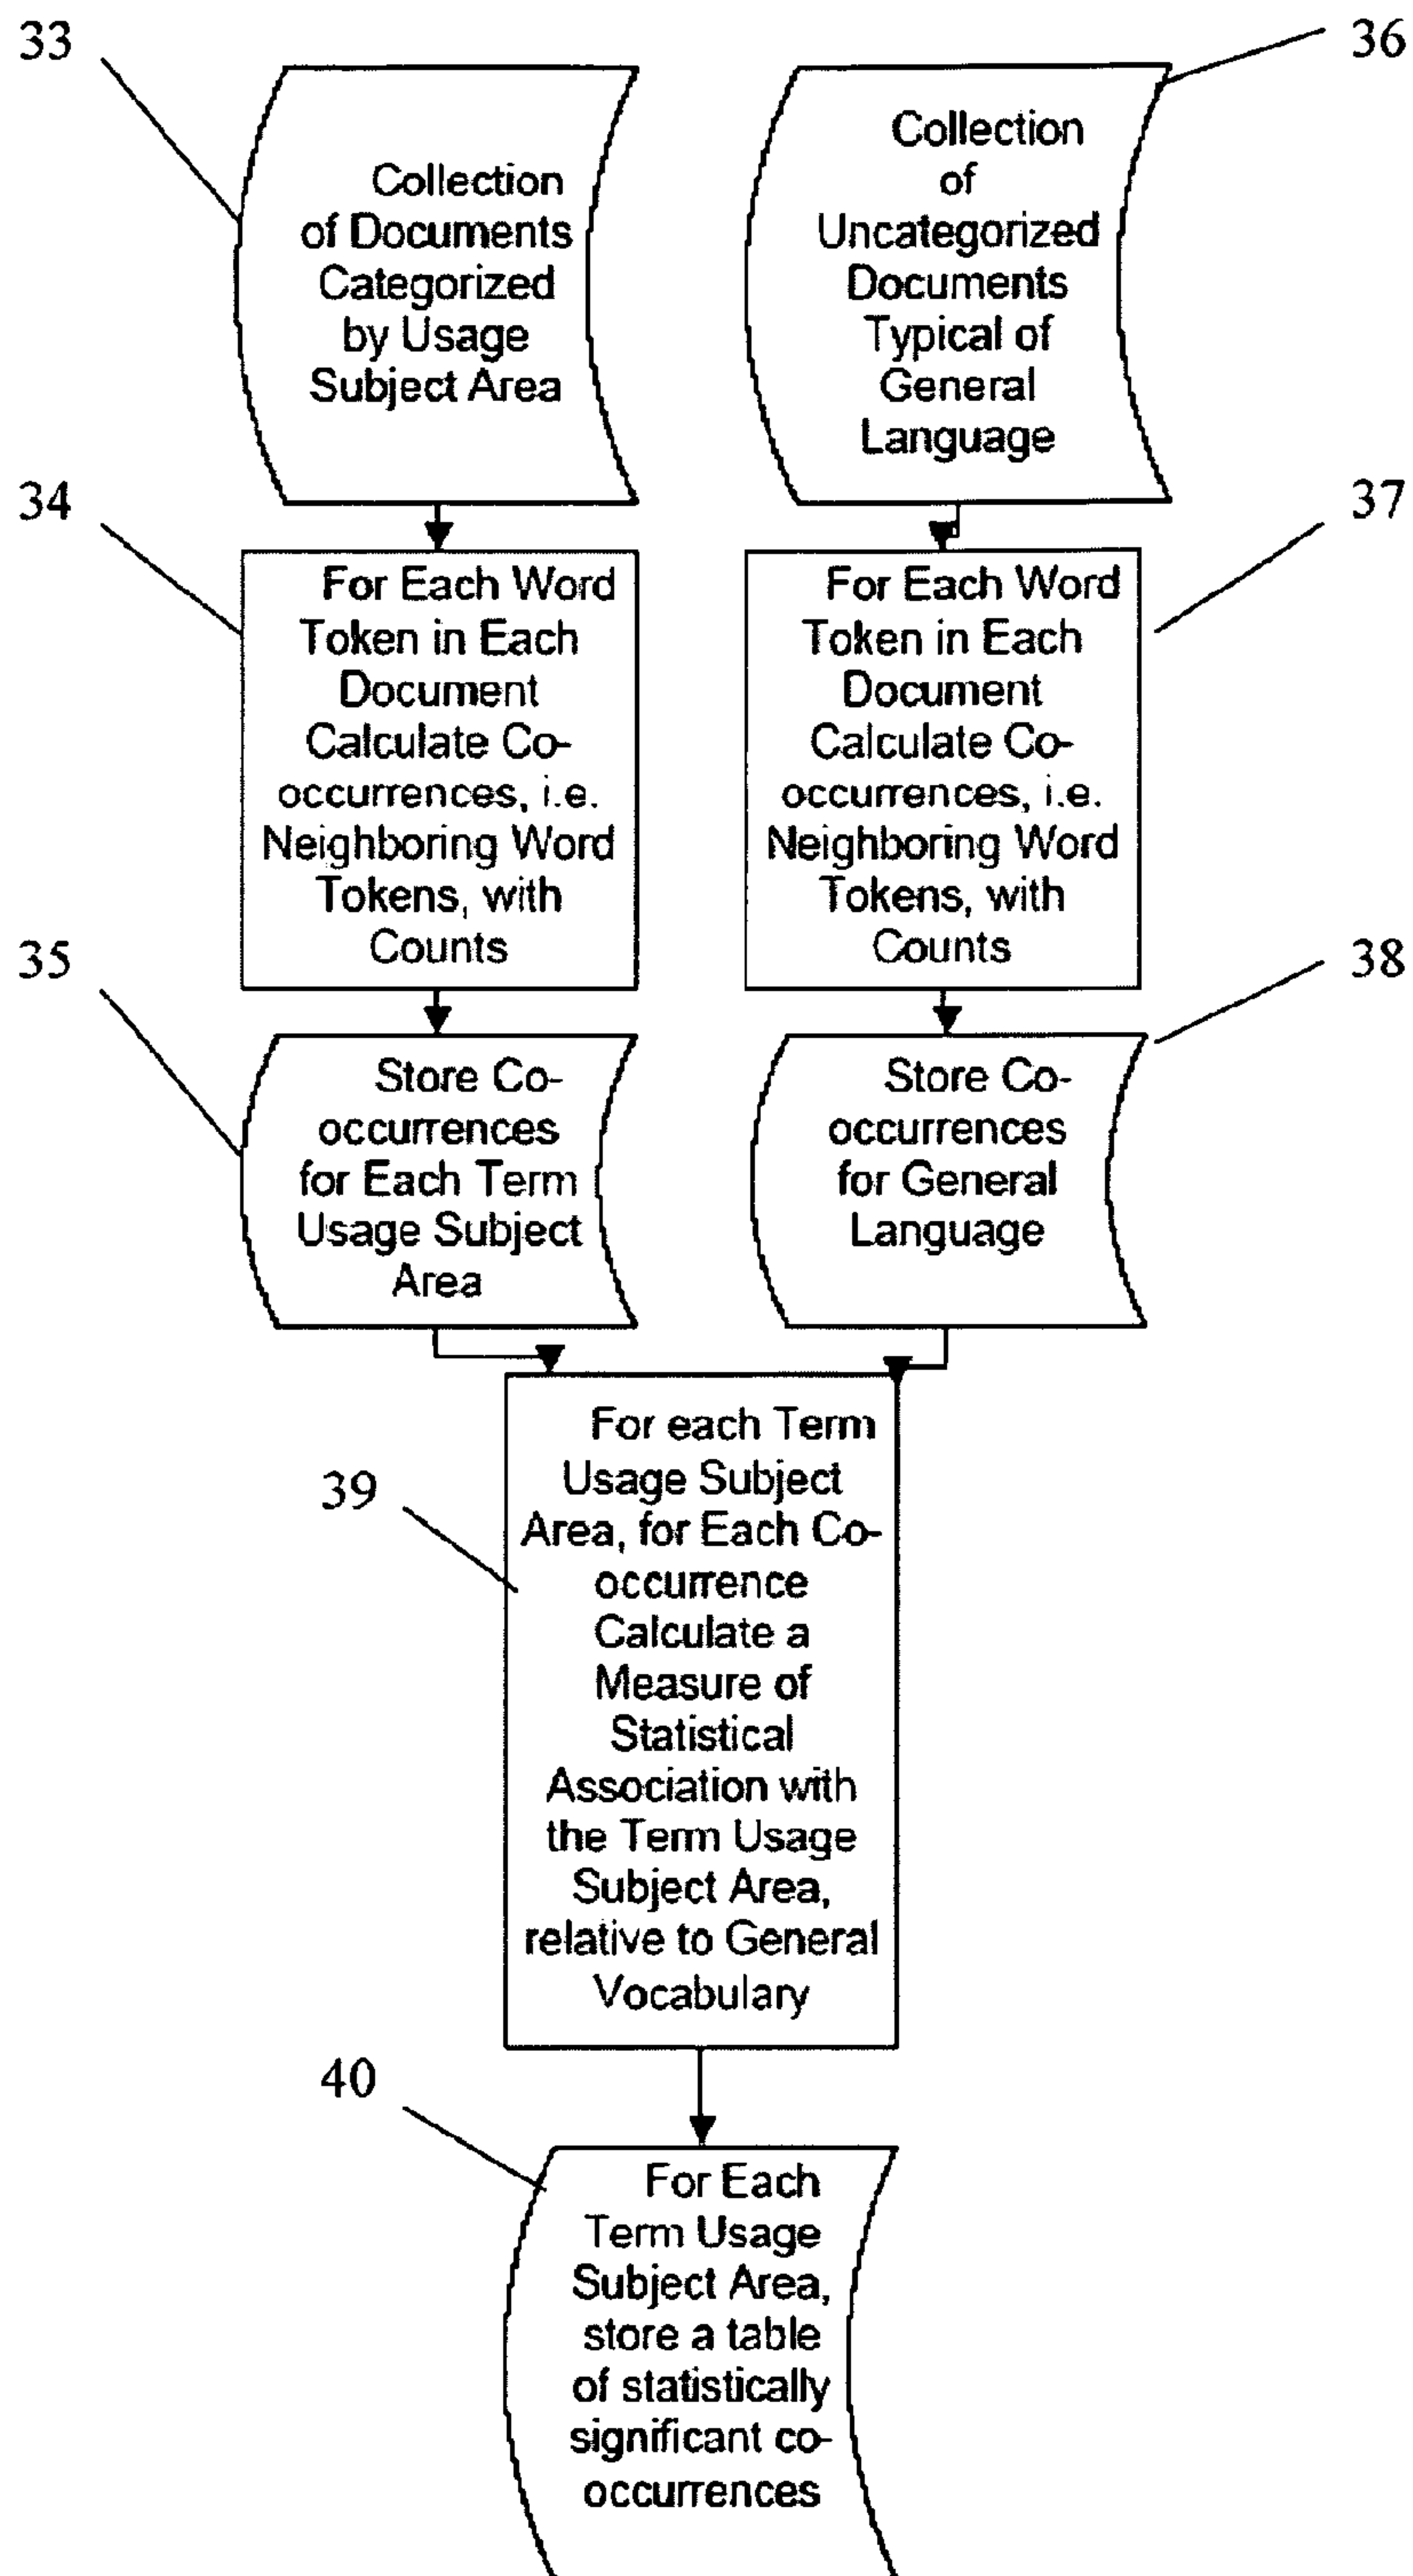 33
Collection
of Documents
Categorized
by Usage
Subject Area
36
Collection
of
Uncategorized
Documents
Typical of
General
Language
34
For Each Word
Token in Each
Document
Calculate Co-
occurrences, i.e.
Neighboring Word
Tokens, with
Counts
37
For Each Word
Token in Each
Document
Calculate Co-
occurrences, i.e.
Neighboring Word
Tokens, with
Counts
35
Store Co-
occurrences
for Each Term
Usage Subject
Area
38
Store Co-
occurrences
for General
Language
39
For each Term
Usage Subject
Area, for Each Co-
occurrence
Calculate a
Measure of
Statistical
Association with
the Term Usage
Subject Area,
relative to General
Vocabulary
40
For Each
Term Usage
Subject Area,
store a table
of statistically
significant co-
occurrences